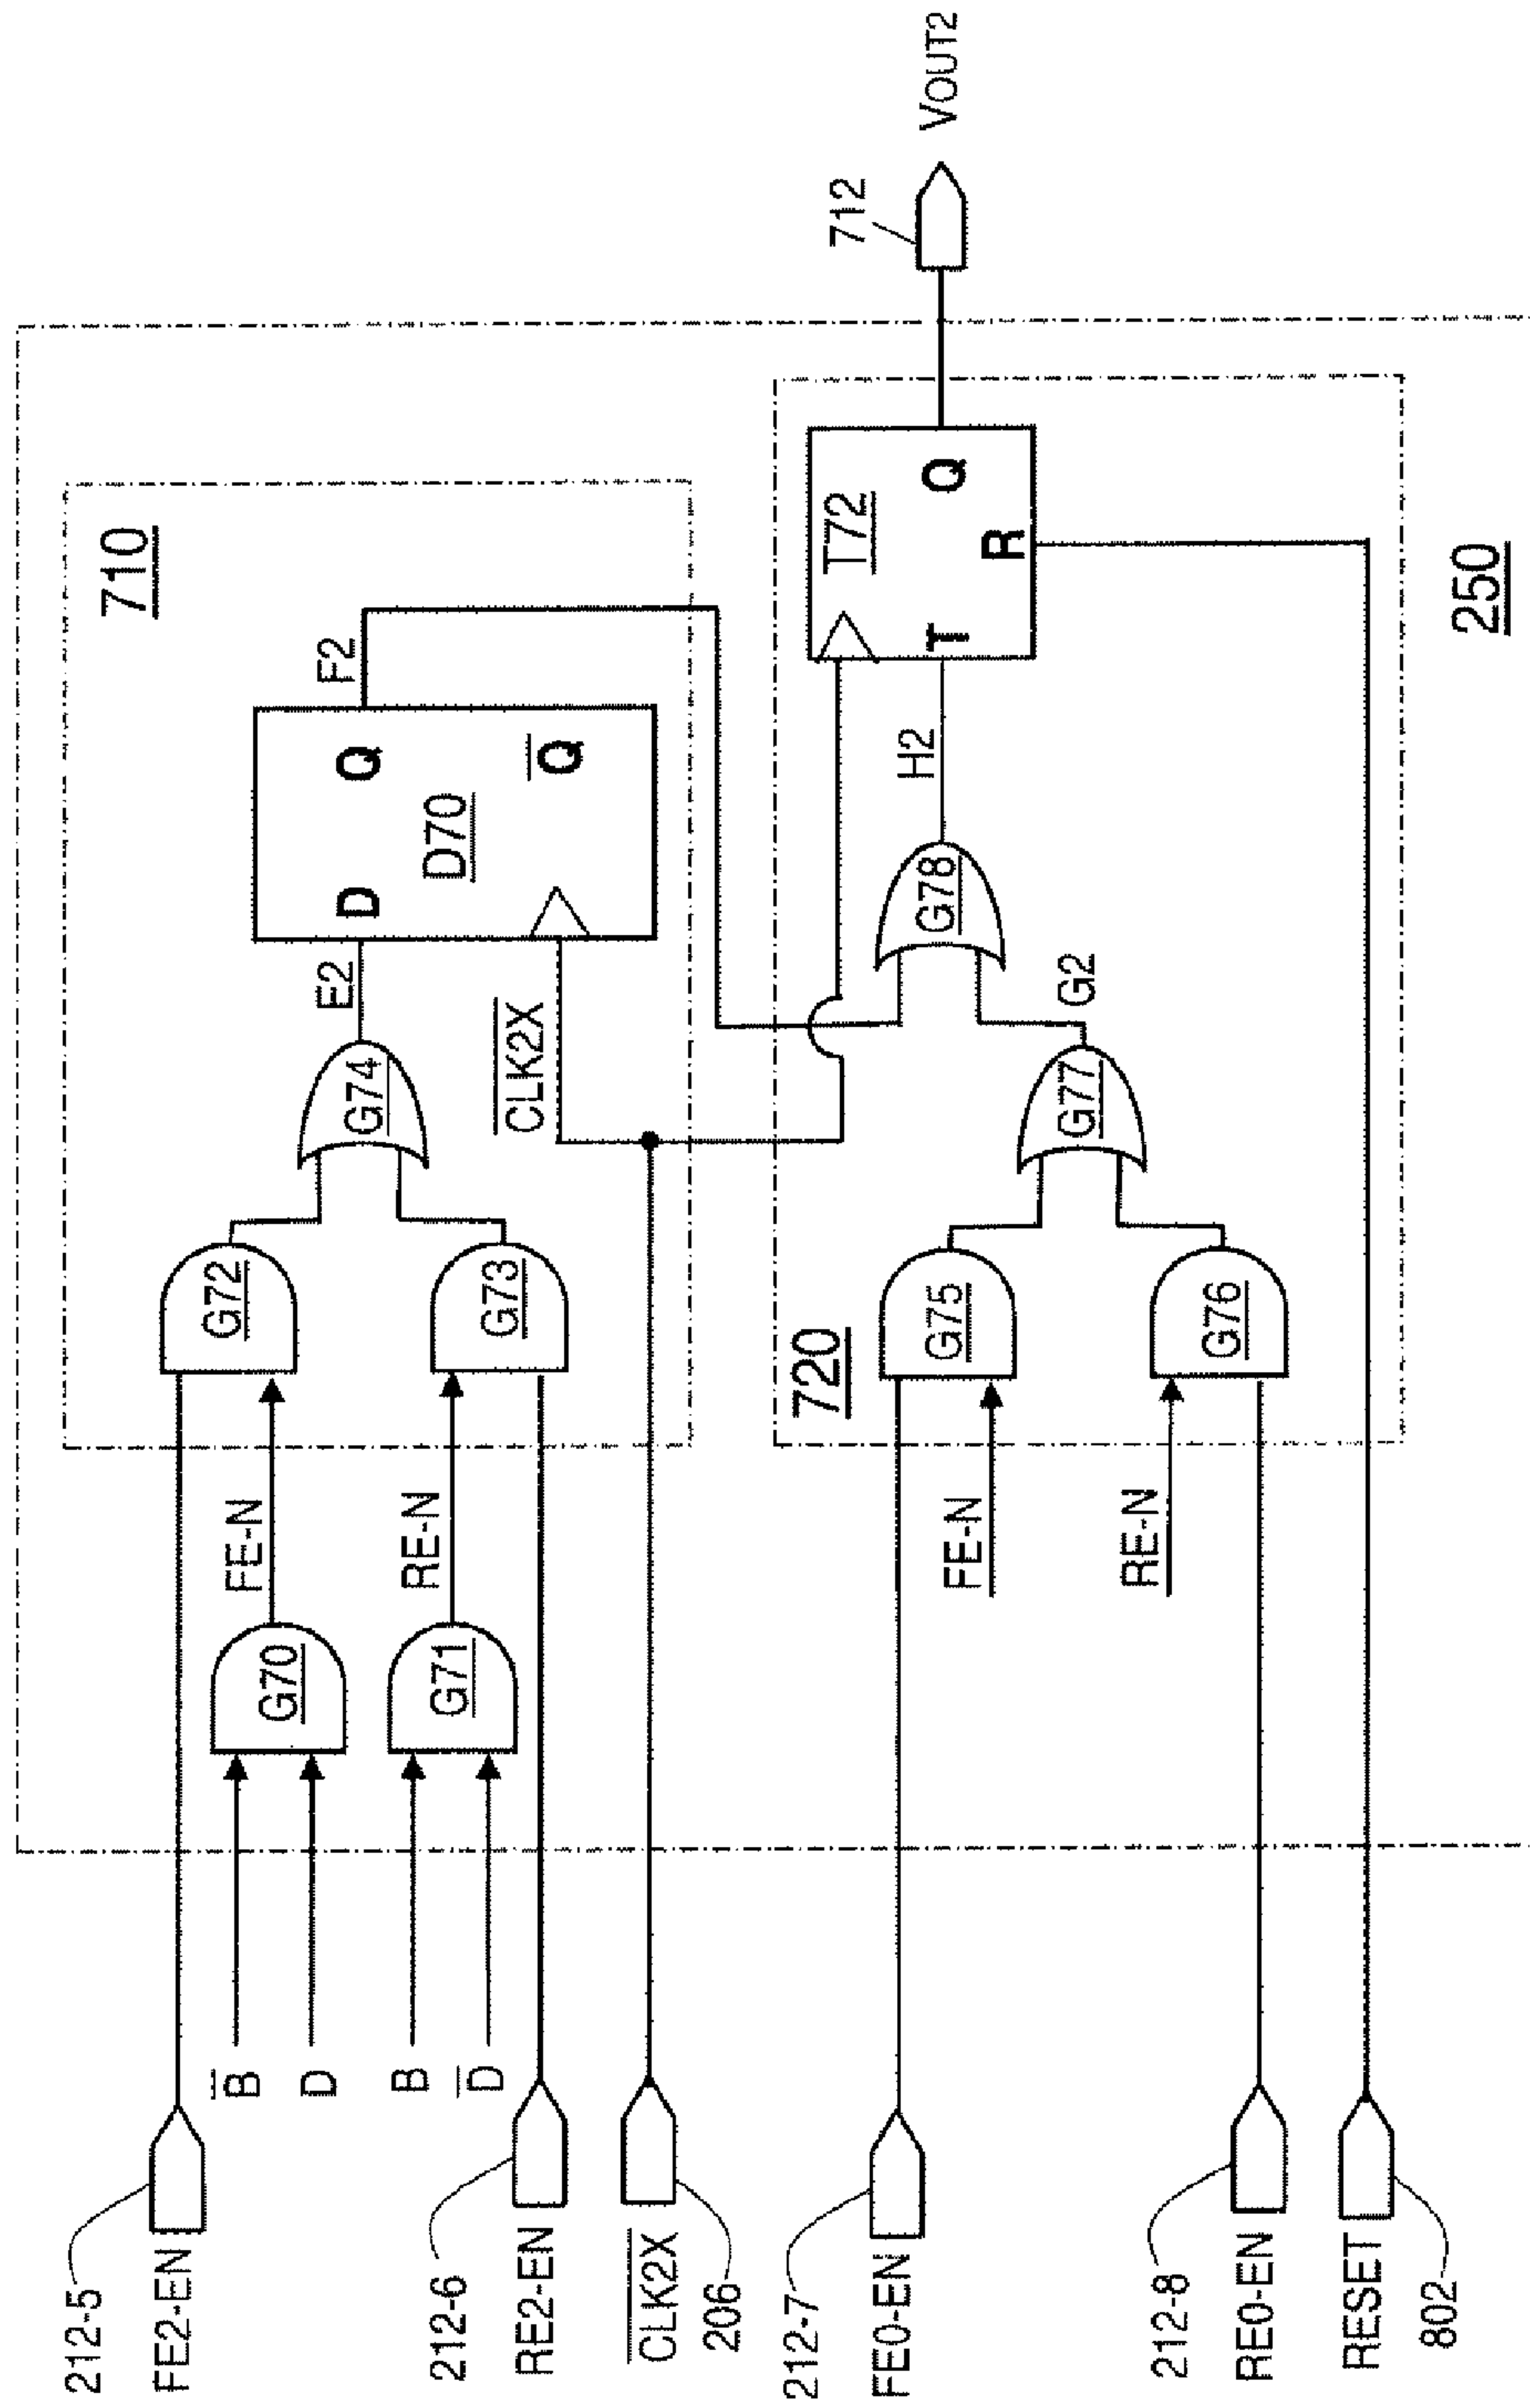 212-5
FE2-EN
B̅
D
G70
FE-N
G72
710
B
D̅
G71
RE-N
G73
G74
E2
D
Q
D70
Q̅
F2
212-6
RE2-EN
C̅L̅K̅2̅X̅
206
C̅L̅K̅2̅X̅
212-7
FE0-EN
FE-N
720
G75
G77
G2
G78
H2
T72
T
Q
R
712
VOUT2
212-8
RE0-EN
RE-N
G76
RESET
802
250